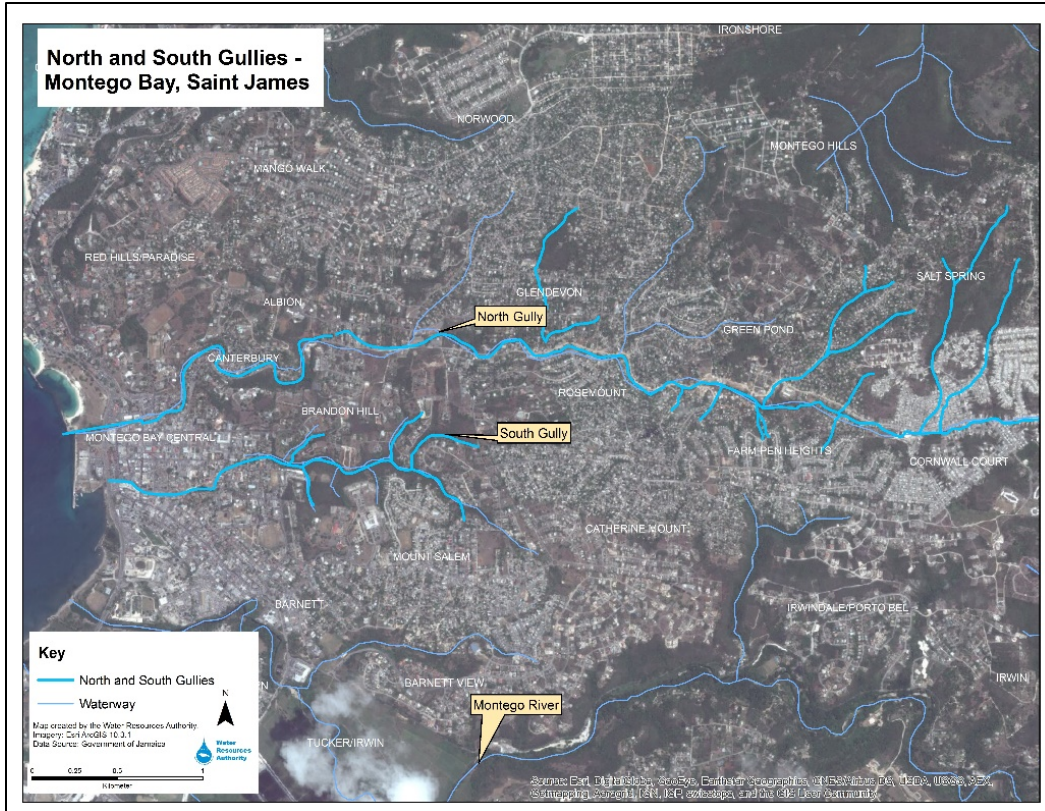 North and South Gullies -
Montego Bay, Saint James
IRONSHORE
NORWOOD
MONTEGO HILLS
MANGO WALK
RED HILLS/PARADISE
SALT SPRING
GLENDEVON
ALBION
North Gully
GREEN POND
CANTERBURY
ROSEMOUNT
BRANDON HILL
MONTEGO BAY CENTRAL
South Gully
FARM PEN HEIGHTS
CORNWALL COURT
CATHERINE MOUNT
MOUNT SALEM
BARNETT
IRWINDALE/PORTO BEL
IRWIN
BARNETT VIEW
Montego River
TUCKER/IRWIN
Key
North and South Gullies
Waterway
N
Map created by the Water Resources Authority.
Imagery: Esri ArcGIS 10.3.1
Data Source: Government of Jamaica
Water
Resources
Authority
0 0.25 0.5 1
Kilometer
Source: Esri, DigitalGlobe, GeoEye, Earthstar Geographics, CNES/Airbus DS, USDA, USGS, AEX,
Getmapping, Aerogrid, IGN, IGP, swisstopo, and the GIS User Community